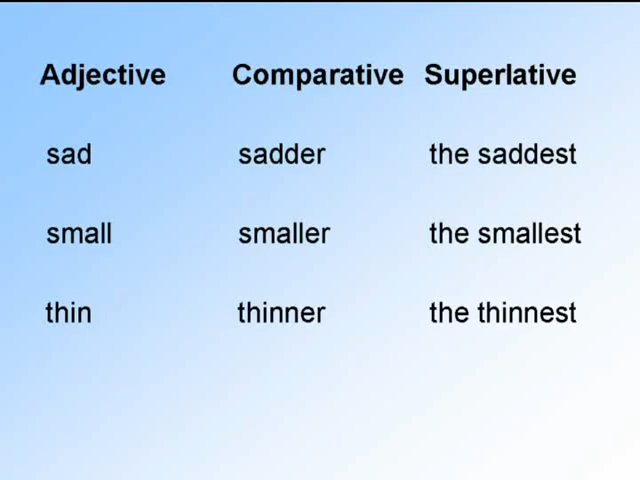 Adjective Comparative Superlative
sad sadder the saddest
small smaller the smallest
thin thinner the thinnest